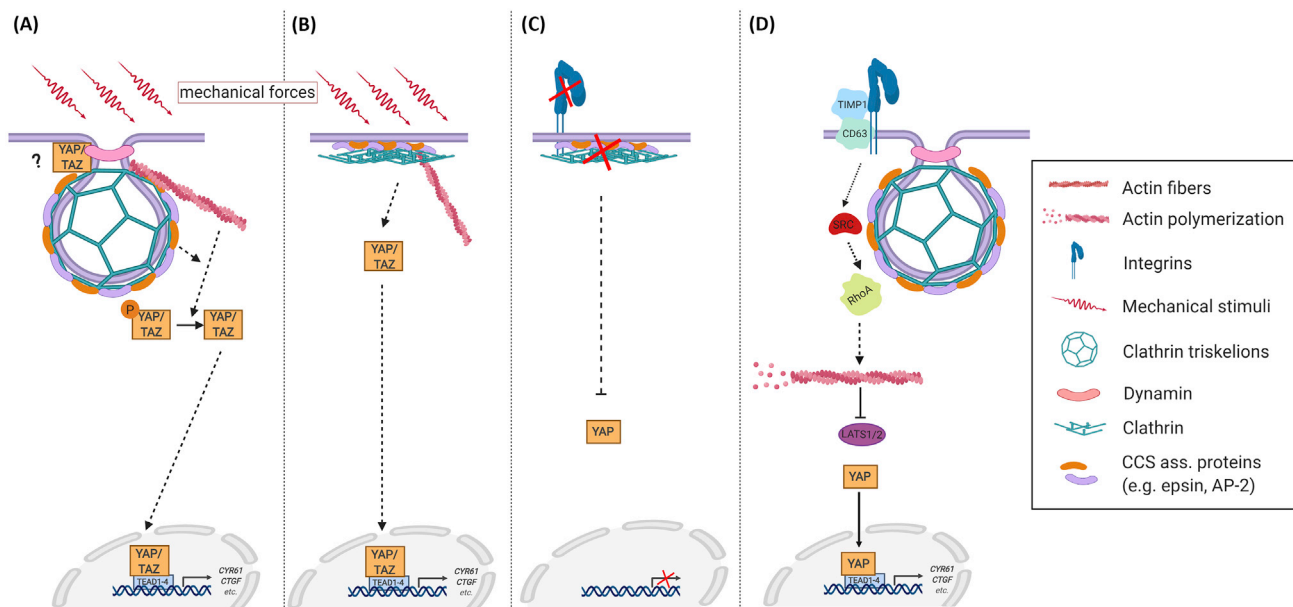 (A)
(B)
(C)
(D)
mechanical forces
?
YAP/
TAZ
P
YAP/
TAZ
YAP/
TAZ
YAP/
TAZ
TEAD1-4
CYR61
CTGF
etc.
YAP/
TAZ
YAP/
TAZ
TEAD1-4
CYR61
CTGF
etc.
YAP
TIMP1
CD63
SRC
RhoA
LATS1/2
YAP
YAP
TEAD1-4
CYR61
CTGF
etc.
Actin fibers
Actin polymerization
Integrins
Mechanical stimuli
Clathrin triskelions
Dynamin
Clathrin
CCS ass. proteins
(e.g. epsin, AP-2)